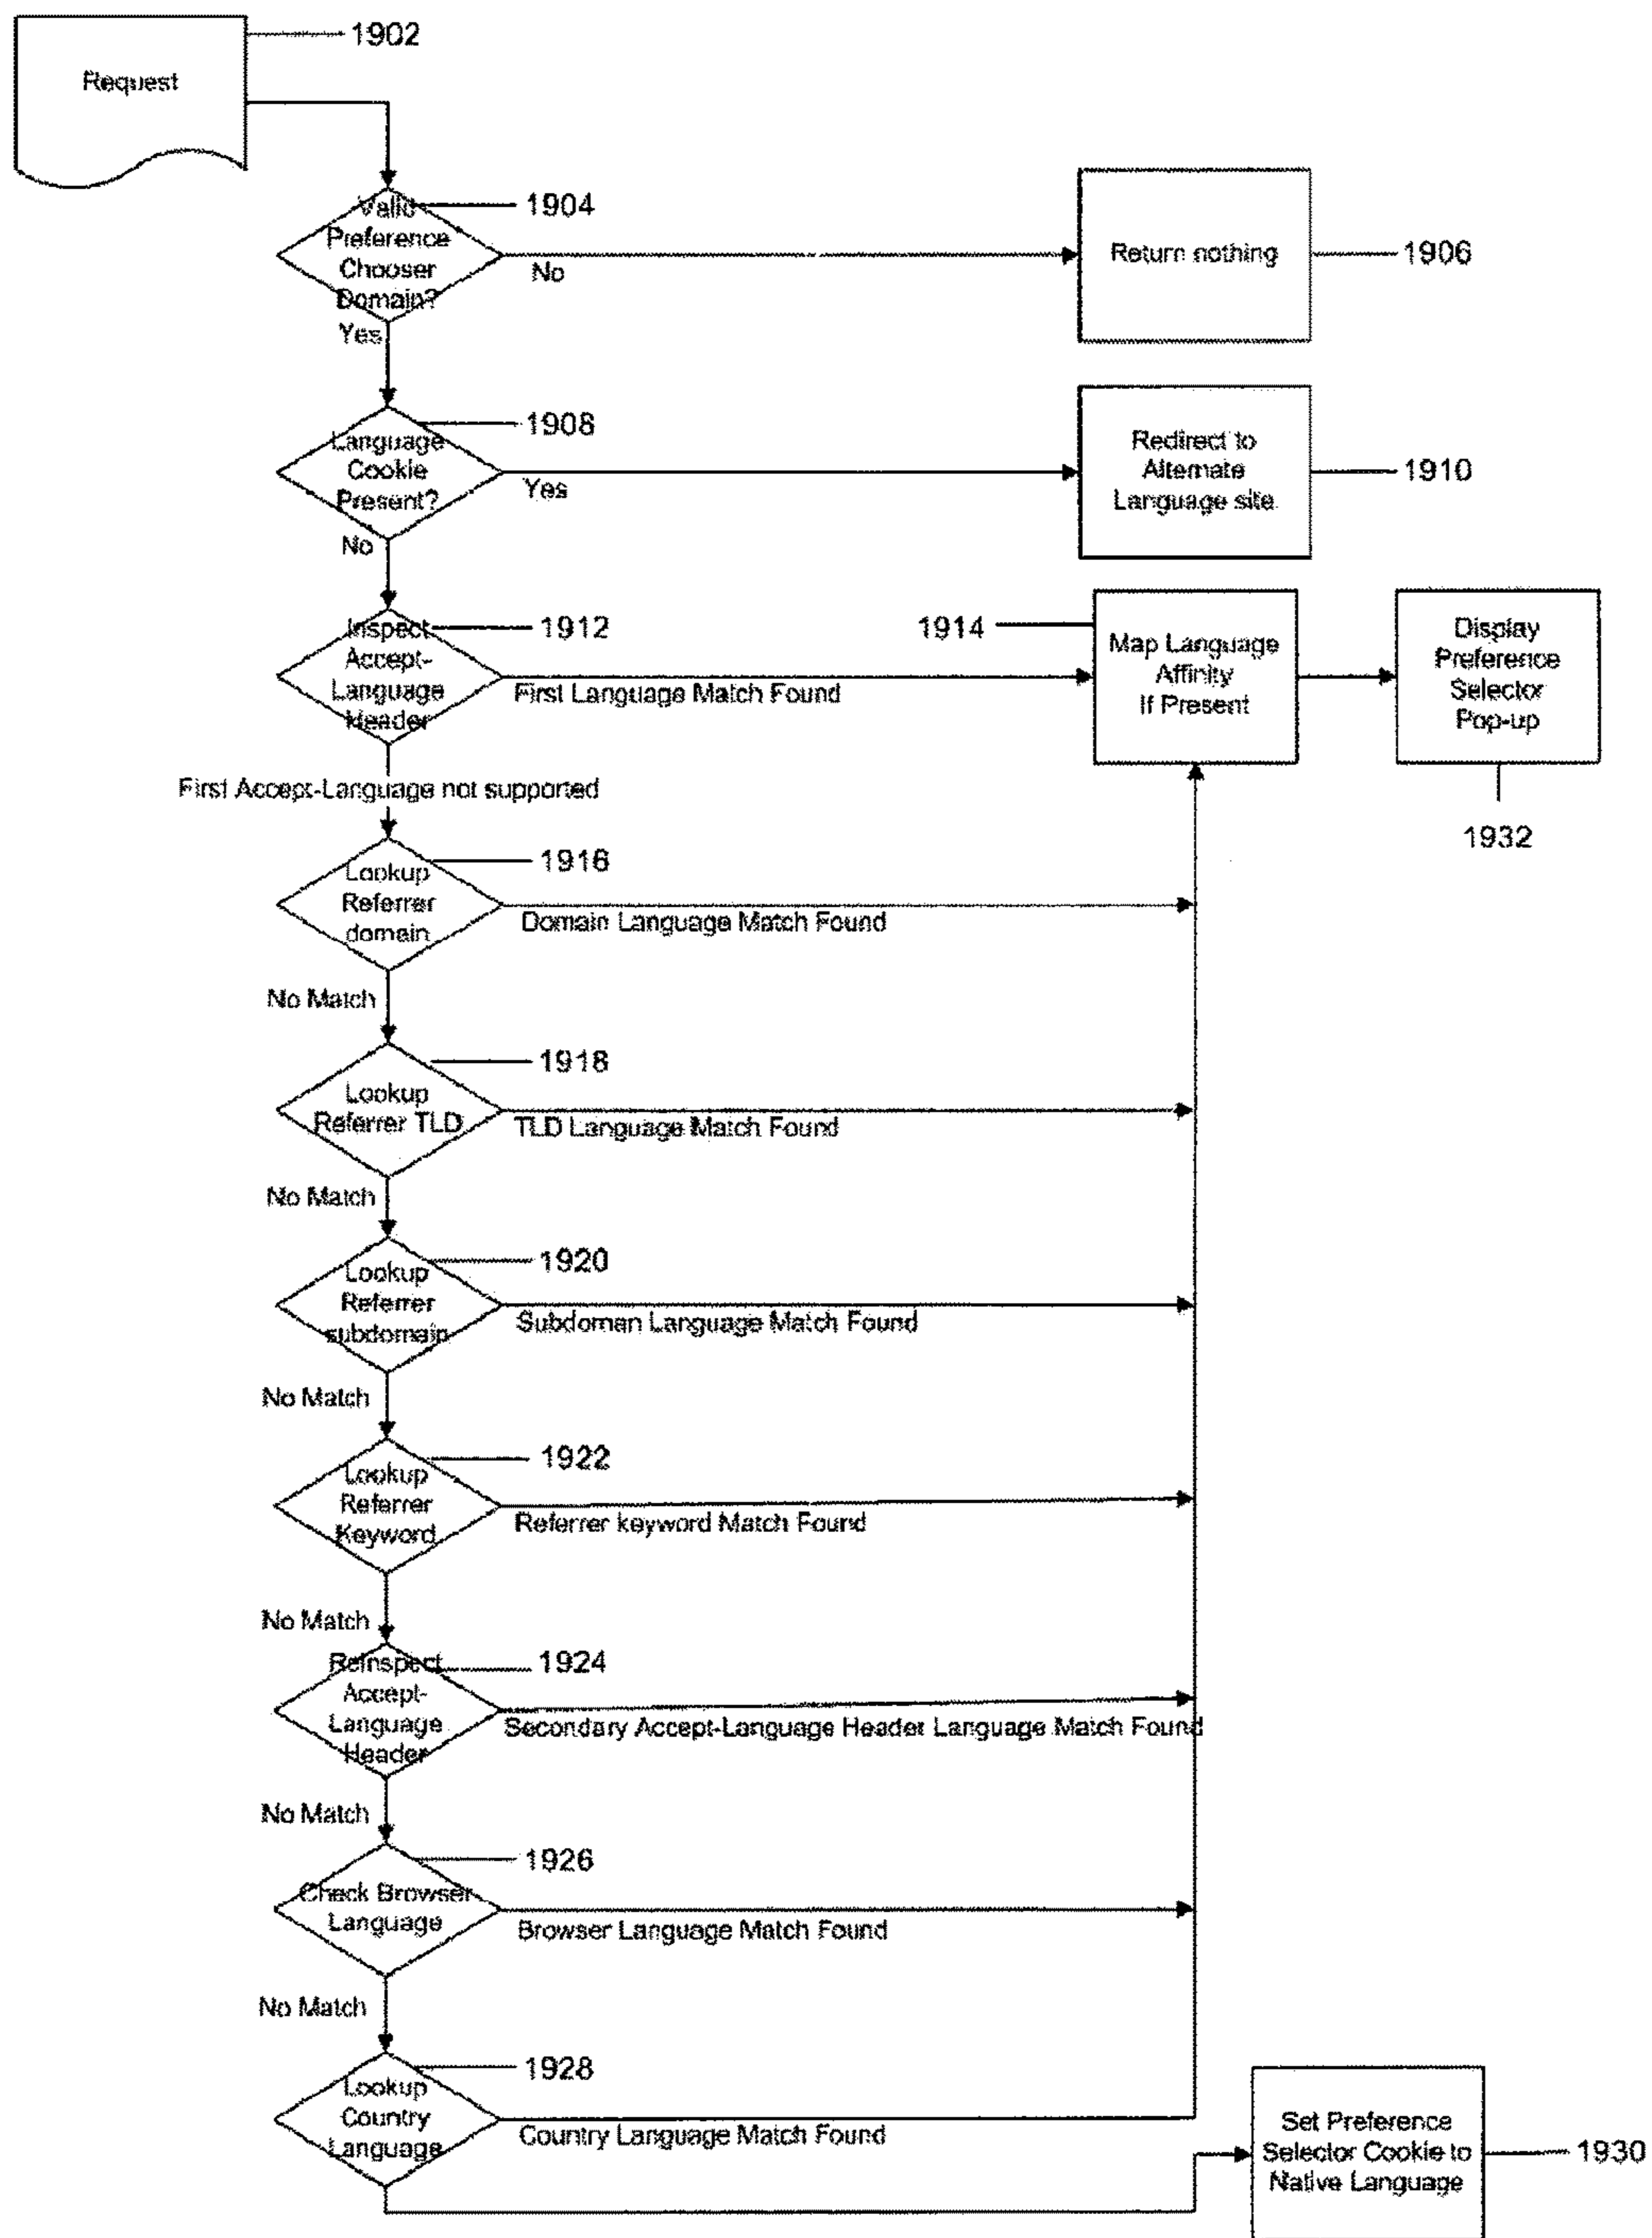 1902
Request
1904
Valid
Preference
Chooser
Domain?
No
Return nothing
1906
Yes
1908
Language
Cookie
Present?
Yes
Redirect to
Alternate
Language site
1910
No
1912
Inspect
Accept-
Language
Header
First Language Match Found
1914
Map Language
Affinity
If Present
Display
Preference
Selector
Pop-up
1932
First Accept-Language not supported
1916
Lookup
Referrer
domain
Domain Language Match Found
No Match
1918
Lookup
Referrer TLD
TLD Language Match Found
No Match
1920
Lookup
Referrer
subdomain
Subdoman Language Match Found
No Match
1922
Lookup
Referrer
Keyword
Referrer keyword Match Found
No Match
1924
Reinspect
Accept-
Language
Header
Secondary Accept-Language Header Language Match Found
No Match
1926
Check Browser
Language
Browser Language Match Found
No Match
1928
Lookup
Country
Language
Country Language Match Found
Set Preference
Selector Cookie to
Native Language
1930